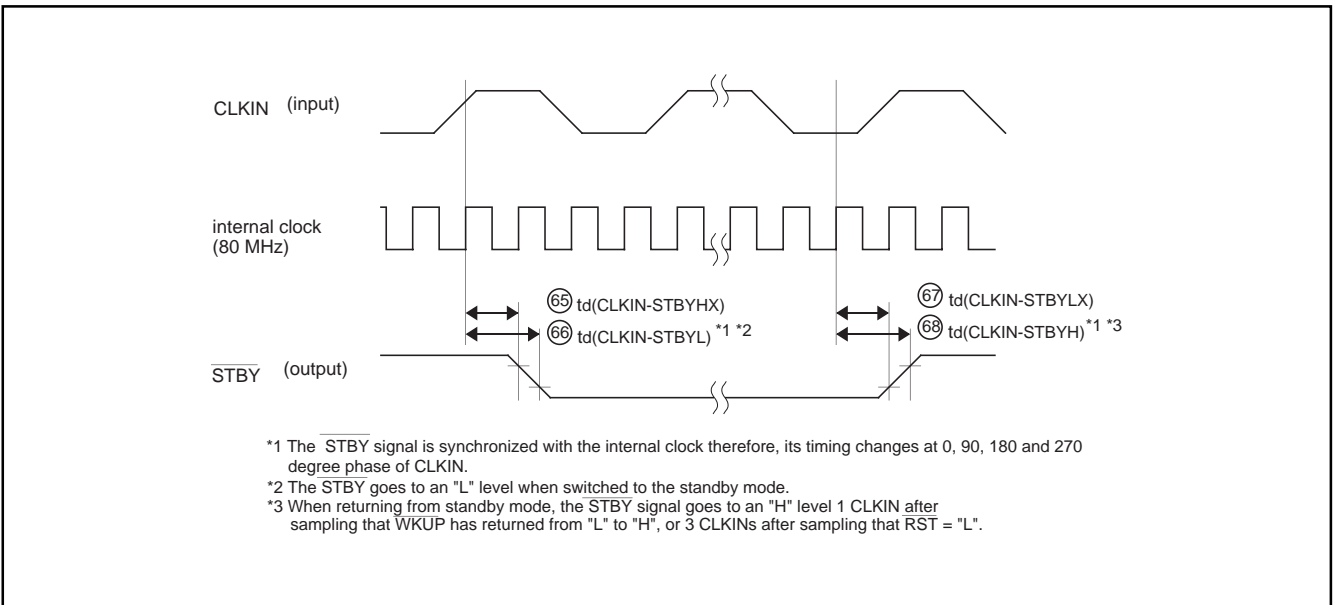 CLKIN (input)
internal clock
(80 MHz)
65 td(CLKIN-STBYHX)
67 td(CLKIN-STBYLX)
66 td(CLKIN-STBYL) *1 *2
68 td(CLKIN-STBYH) *1 *3
STBY (output)
*1 The STBY signal is synchronized with the internal clock therefore, its timing changes at 0, 90, 180 and 270
degree phase of CLKIN.
*2 The STBY goes to an "L" level when switched to the standby mode.
*3 When returning from standby mode, the STBY signal goes to an "H" level 1 CLKIN after
sampling that WKUP has returned from "L" to "H", or 3 CLKINs after sampling that RST = "L".